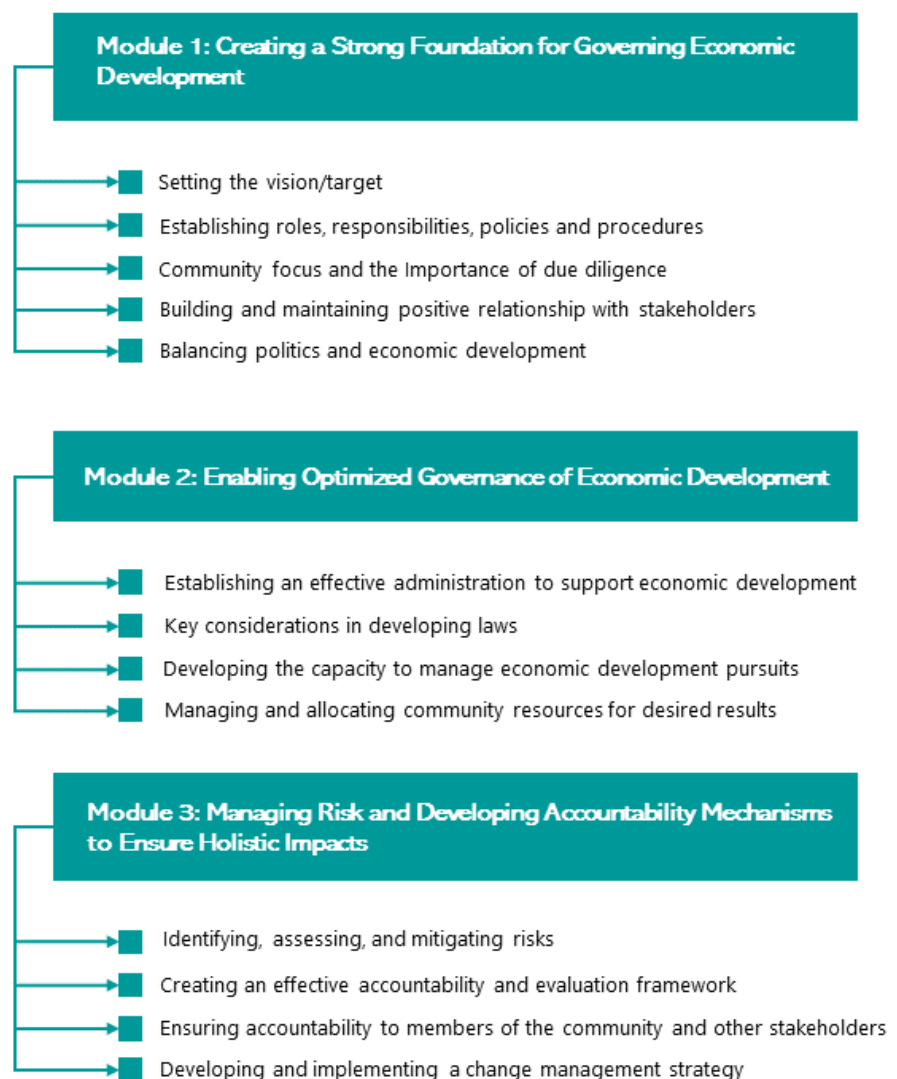 Module 1: Creating a Strong Foundation for Governing Economic
Development
Setting the vision/target
Establishing roles, responsibilities, policies and procedures
Community focus and the Importance of due diligence
Building and maintaining positive relationship with stakeholders
Balancing politics and economic development
Module 2: Enabling Optimized Governance of Economic Development
Establishing an effective administration to support economic development
Key considerations in developing laws
Developing the capacity to manage economic development pursuits
Managing and allocating community resources for desired results
Module 3: Managing Risk and Developing Accountability Mechanisms
to Ensure Holistic Impacts
Identifying, assessing, and mitigating risks
Creating an effective accountability and evaluation framework
Ensuring accountability to members of the community and other stakeholders
Developing and implementing a change management strategy